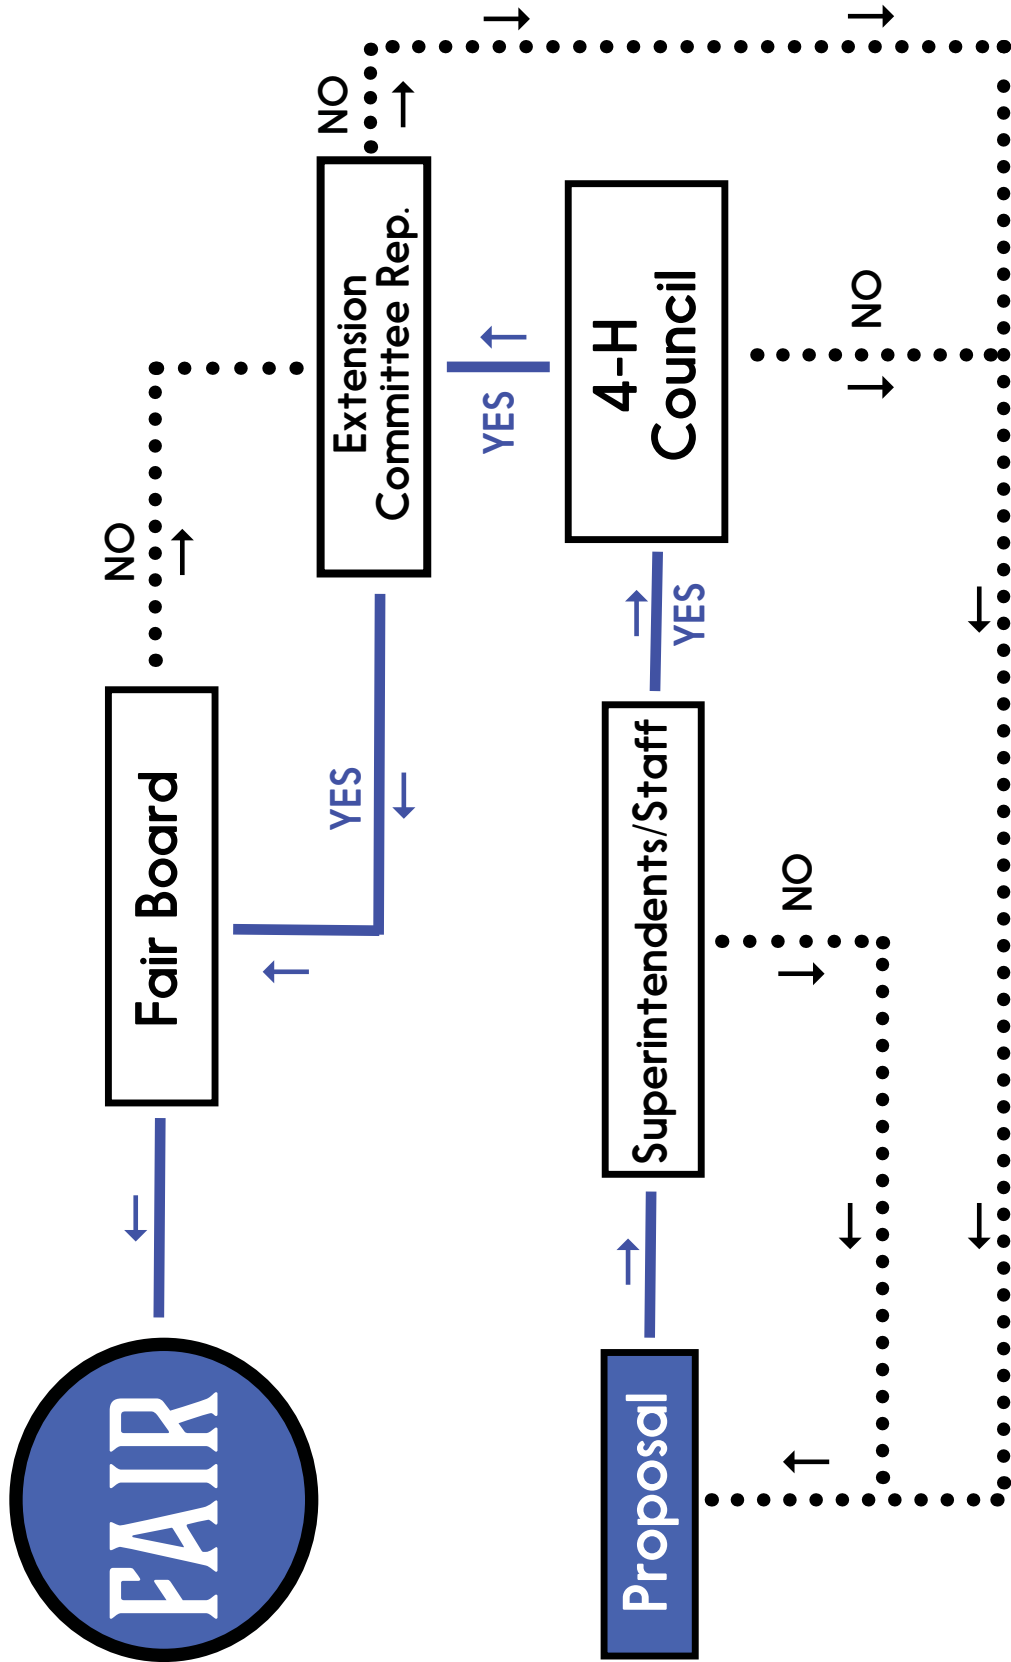 FAIR
Fair Board
NO
YES
Extension
Committee Rep.
NO
YES
Proposal
Superintendents/Staff
YES
4-H
Council
NO
NO